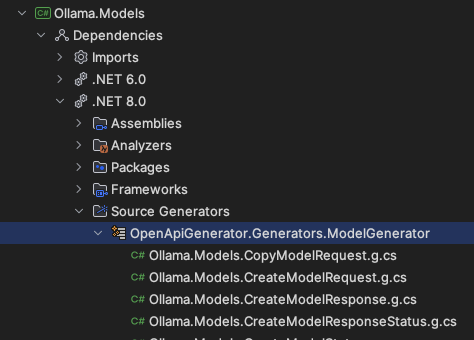 C# Ollama.Models
Dependencies
Imports
.NET 6.0
.NET 8.0
Assemblies
Analyzers
Packages
Frameworks
Source Generators
OpenApiGenerator.Generators.ModelGenerator
C# Ollama.Models.CopyModelRequest.g.cs
C# Ollama.Models.CreateModelRequest.g.cs
C# Ollama.Models.CreateModelResponse.g.cs
C# Ollama.Models.CreateModelResponseStatus.g.cs